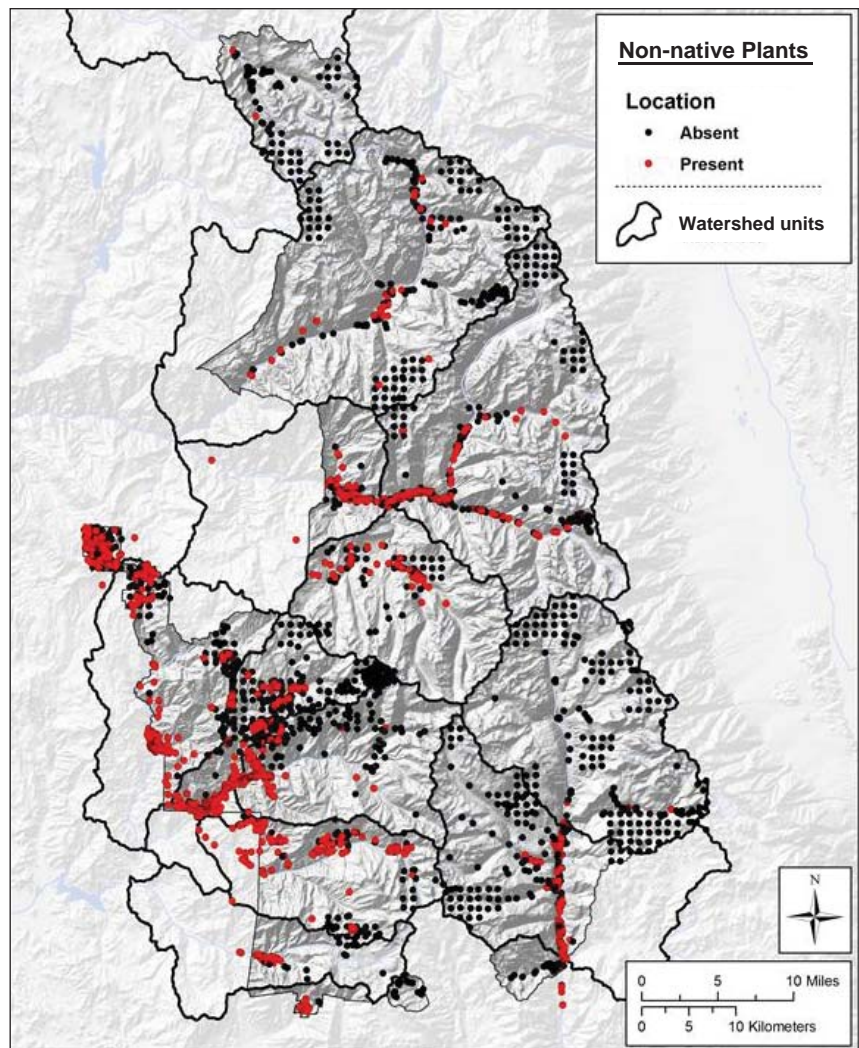 Non-native Plants
Location
Absent
Present
Watershed units
N
0 5 10 Miles
0 5 10 Kilometers